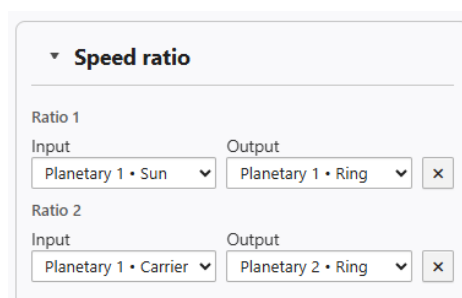 Speed ratio
Ratio 1
Input Output
Planetary 1 • Sun Planetary 1 • Ring ×
Ratio 2
Input Output
Planetary 1 • Carrier Planetary 2 • Ring ×